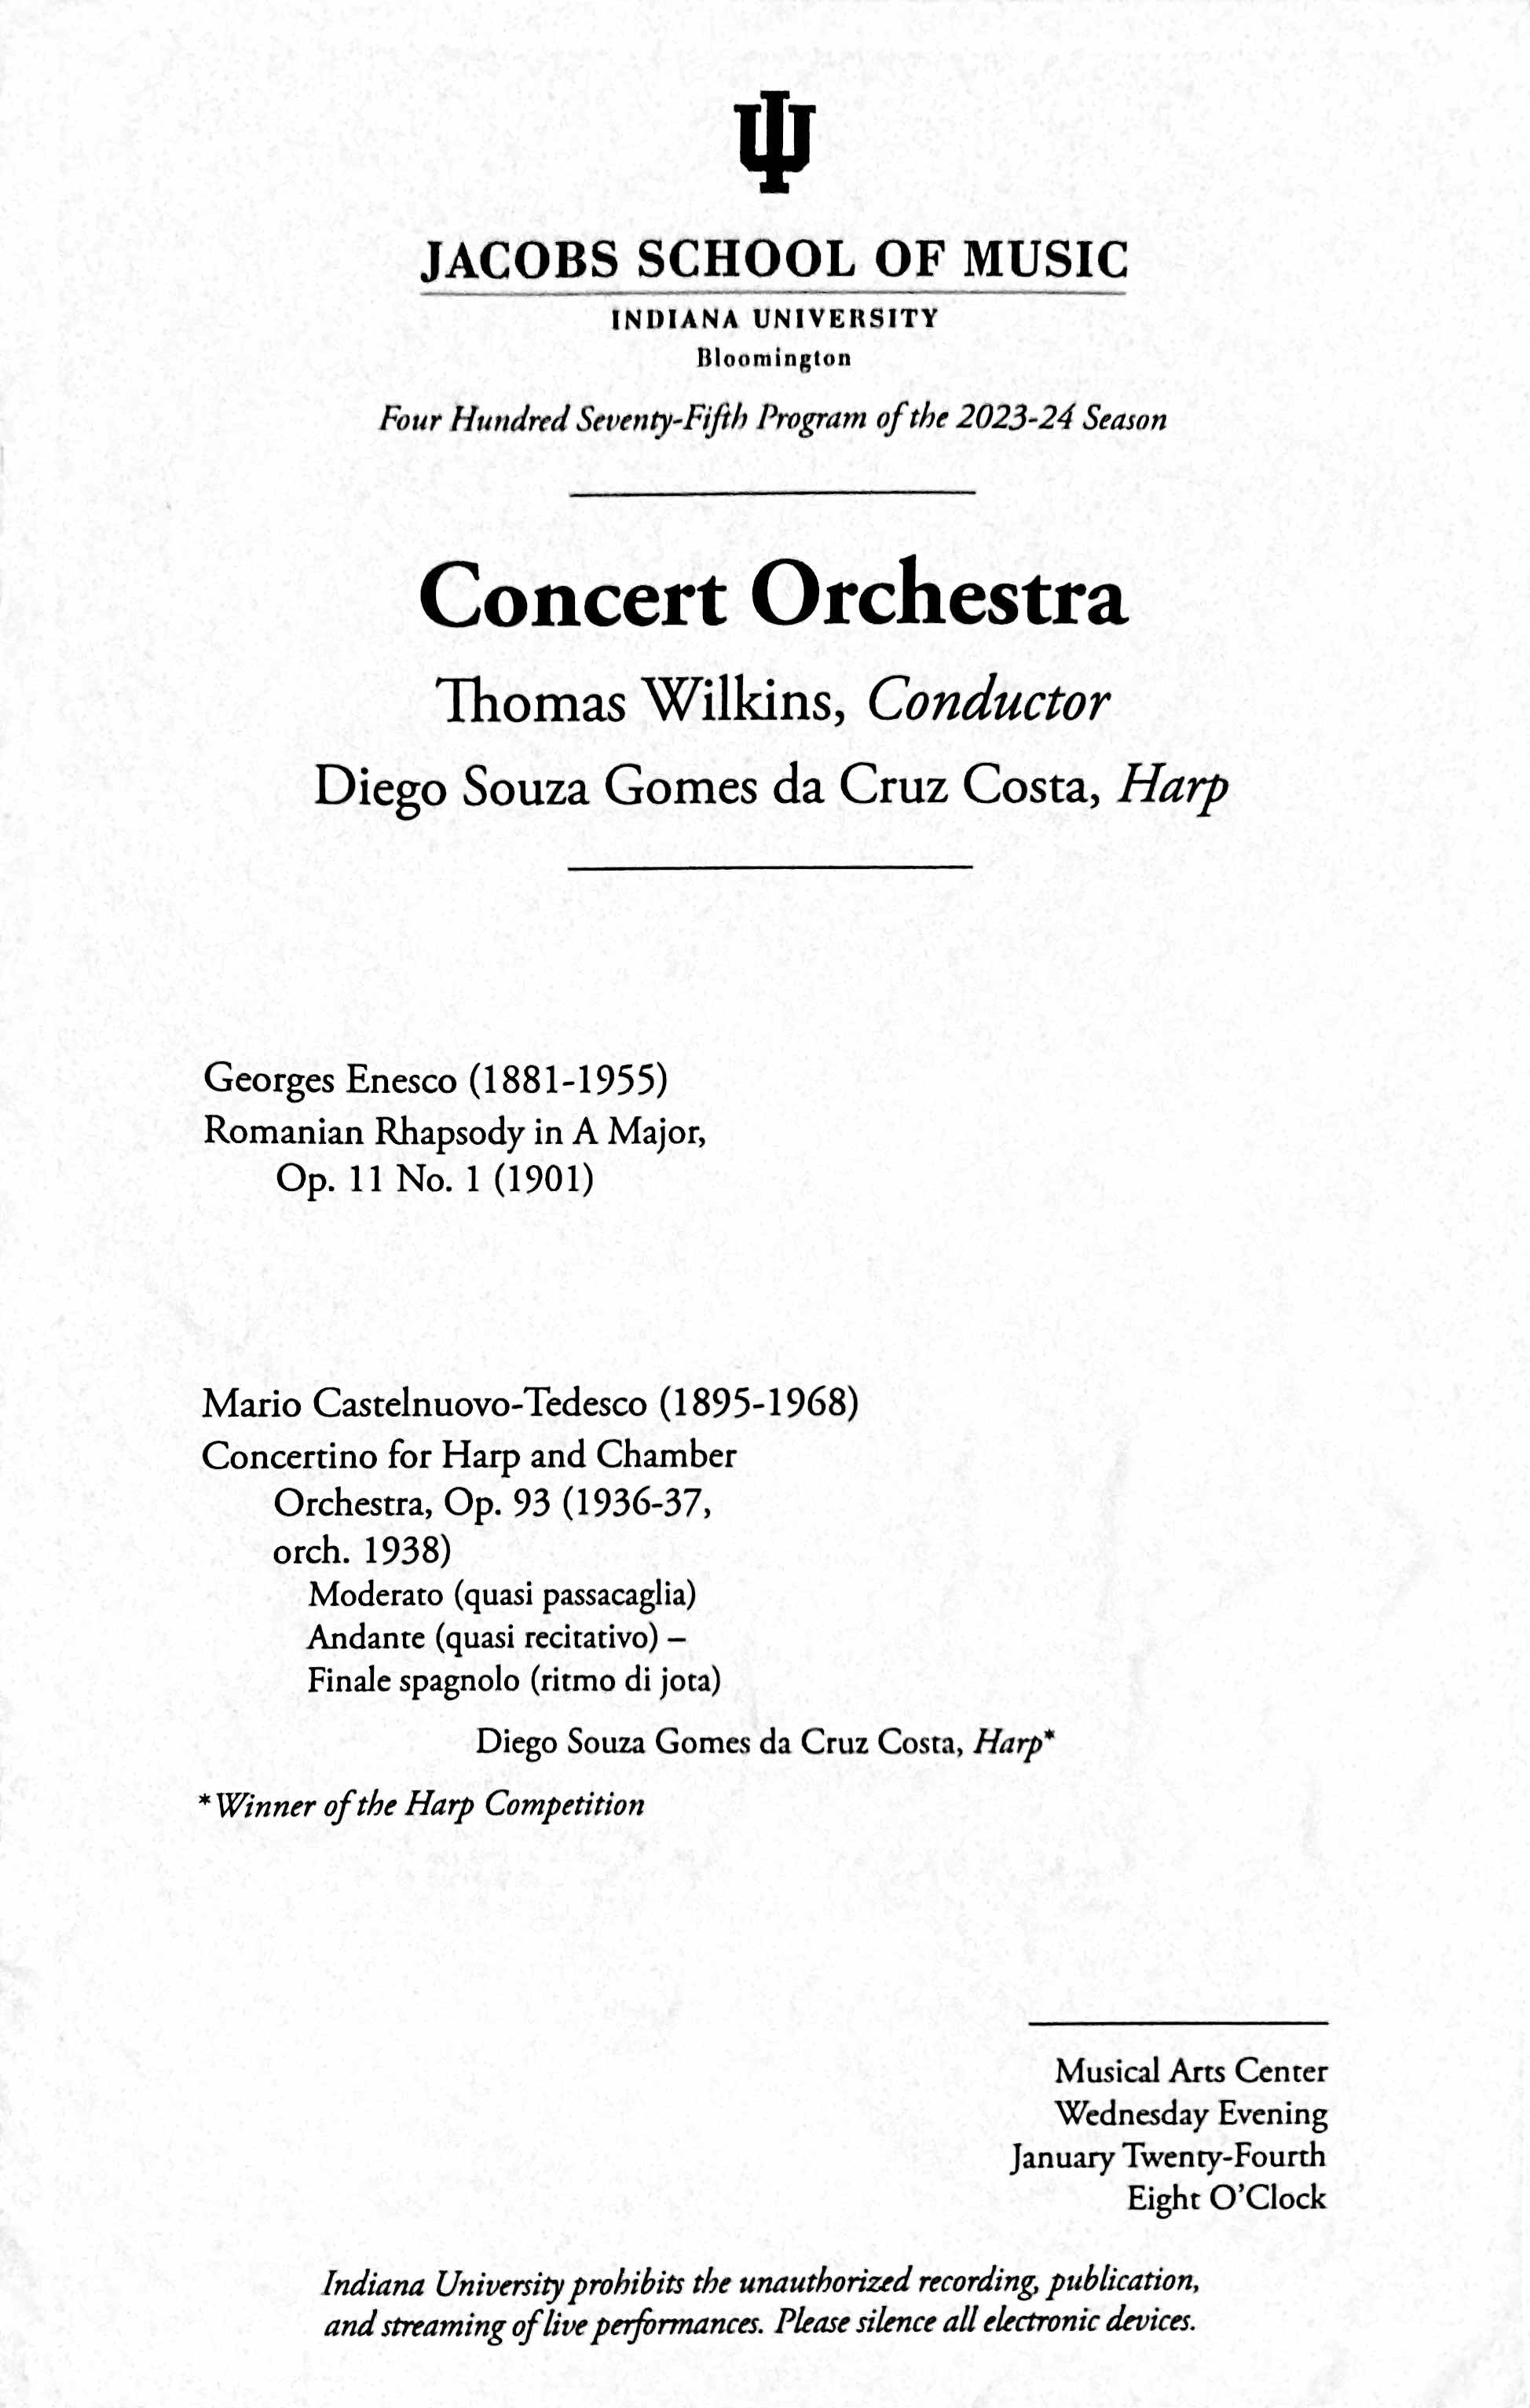 IU
JACOBS SCHOOL OF MUSIC
INDIANA UNIVERSITY
Bloomington
Four Hundred Seventy-Fifth Program of the 2023-24 Season
Concert Orchestra
Thomas Wilkins, Conductor
Diego Souza Gomes da Cruz Costa, Harp
Georges Enesco (1881-1955)
Romanian Rhapsody in A Major,
Op. 11 No. 1 (1901)
Mario Castelnuovo-Tedesco (1895-1968)
Concertino for Harp and Chamber
Orchestra, Op. 93 (1936-37,
orch. 1938)
Moderato (quasi passacaglia)
Andante (quasi recitativo) –
Finale spagnolo (ritmo di jota)
Diego Souza Gomes da Cruz Costa, Harp*
*Winner of the Harp Competition
Musical Arts Center
Wednesday Evening
January Twenty-Fourth
Eight O'Clock
Indiana University prohibits the unauthorized recording, publication,
and streaming of live performances. Please silence all electronic devices.